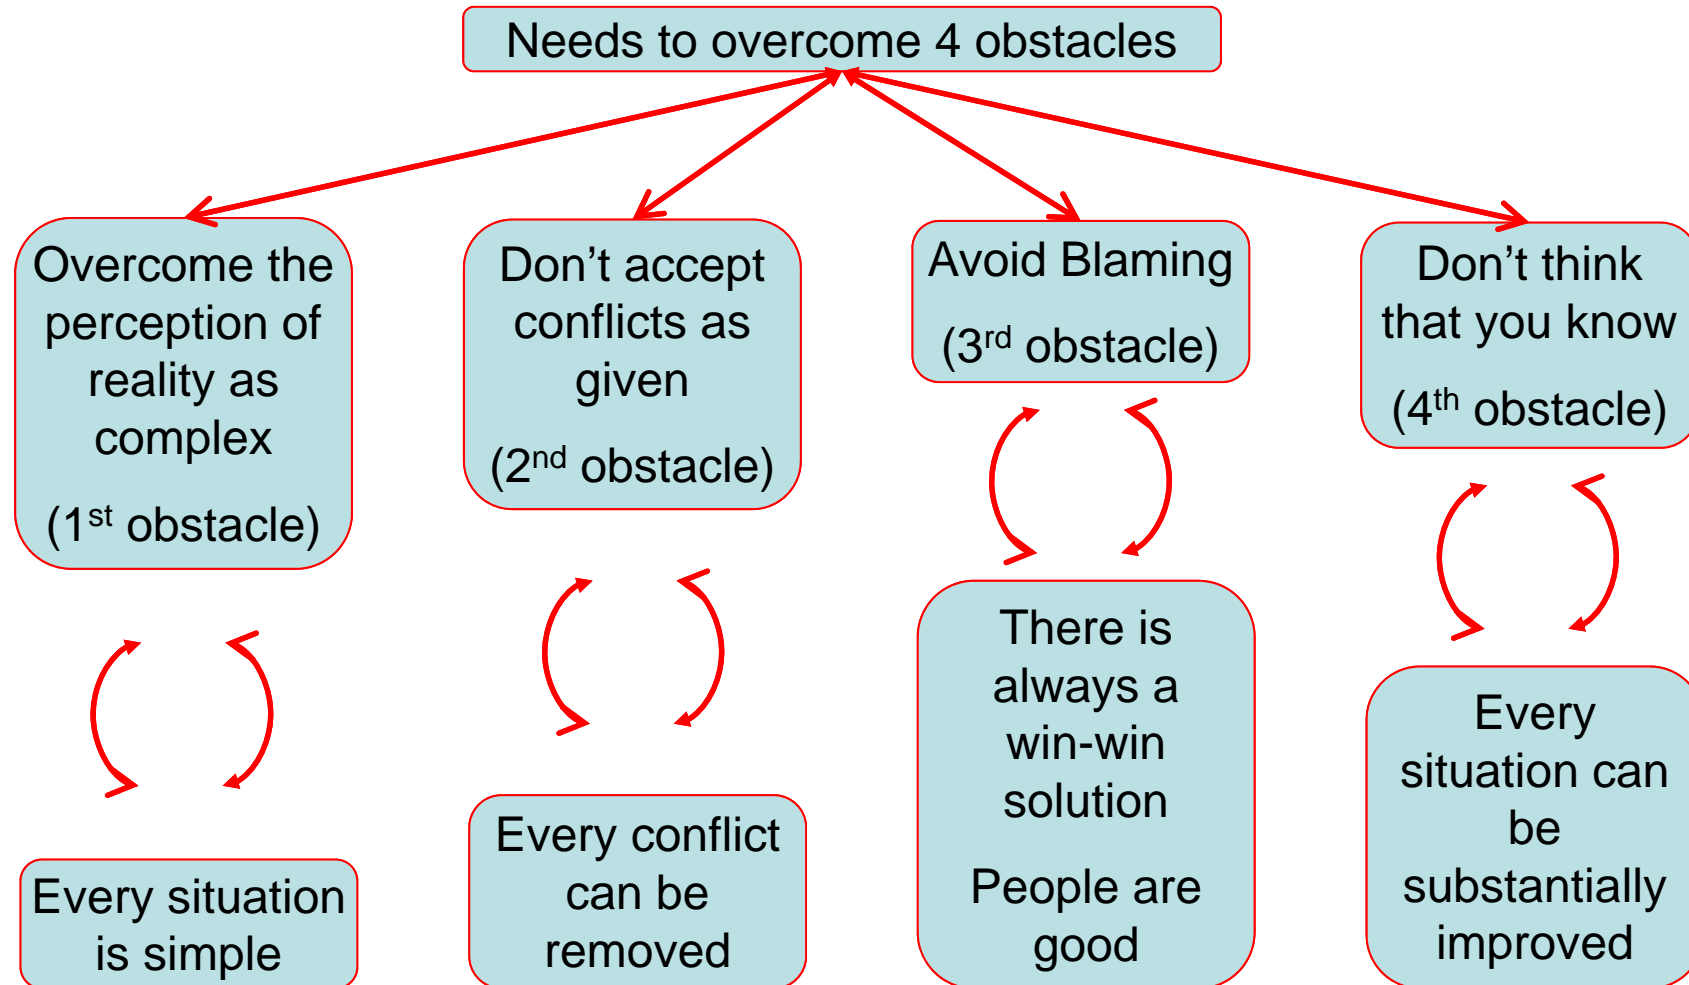 Needs to overcome 4 obstacles
Overcome the
perception of
reality as
complex
(1st obstacle)
Don’t accept
conflicts as
given
(2nd obstacle)
Avoid Blaming
(3rd obstacle)
Don’t think
that you know
(4th obstacle)
Every situation
is simple
Every conflict
can be
removed
There is
always a
win-win
solution
People are
good
Every
situation can
be
substantially
improved